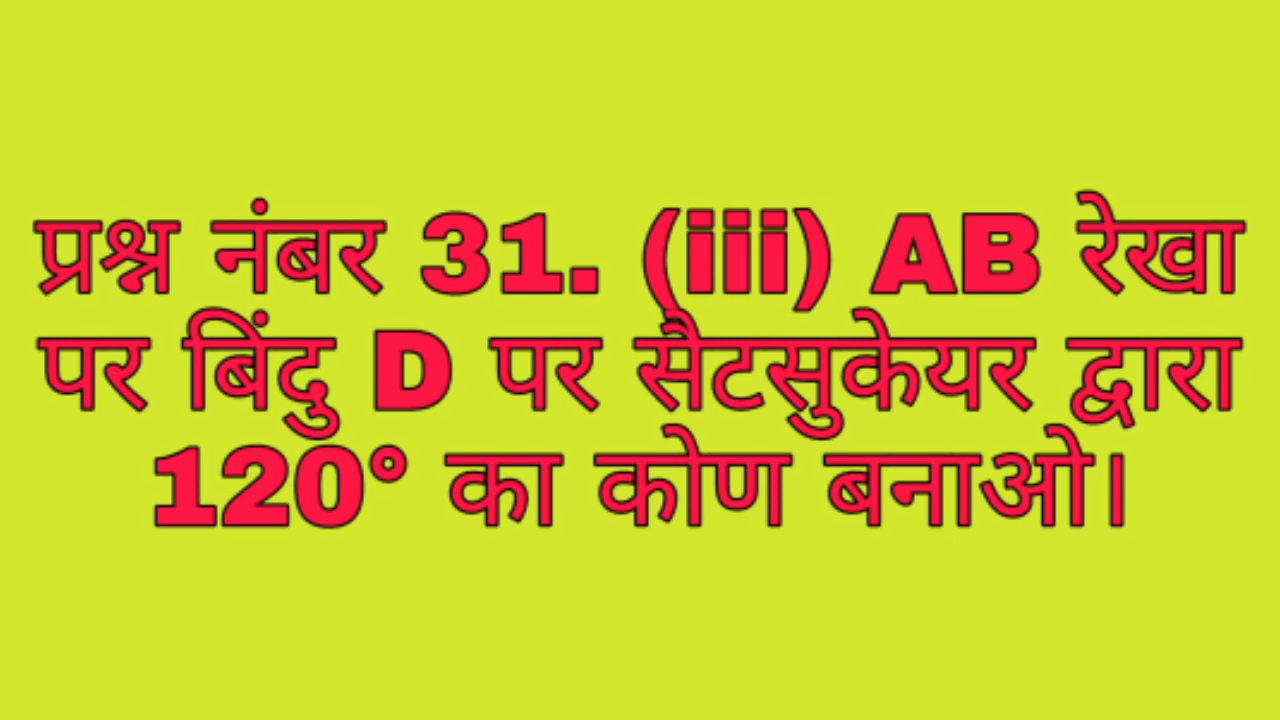 प्रश्न नंबर 31. (iii) AB रेखा
पर बिंदु D पर सैटसुकेयर द्वारा
120° का कोण बनाओ।